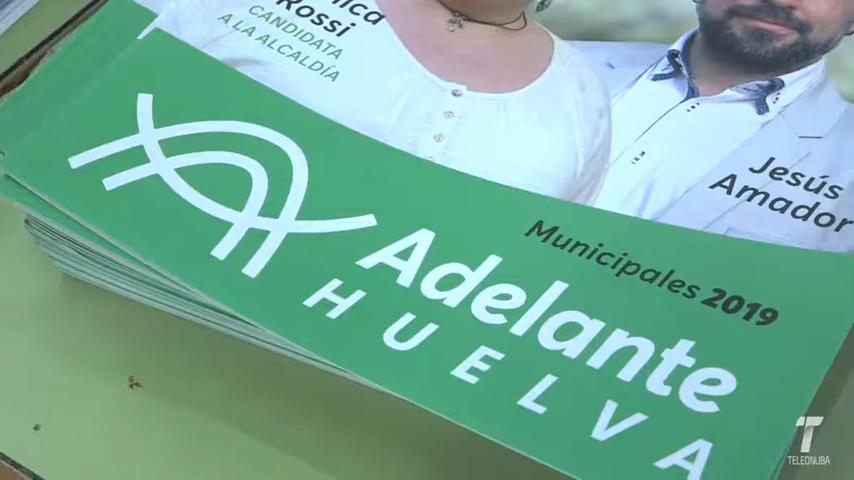 Rossi
CANDIDATA
A LA ALCALDÍA
Jesús
Amador
Municipales 2019
Adelante
HUELVA
TELEONUBA